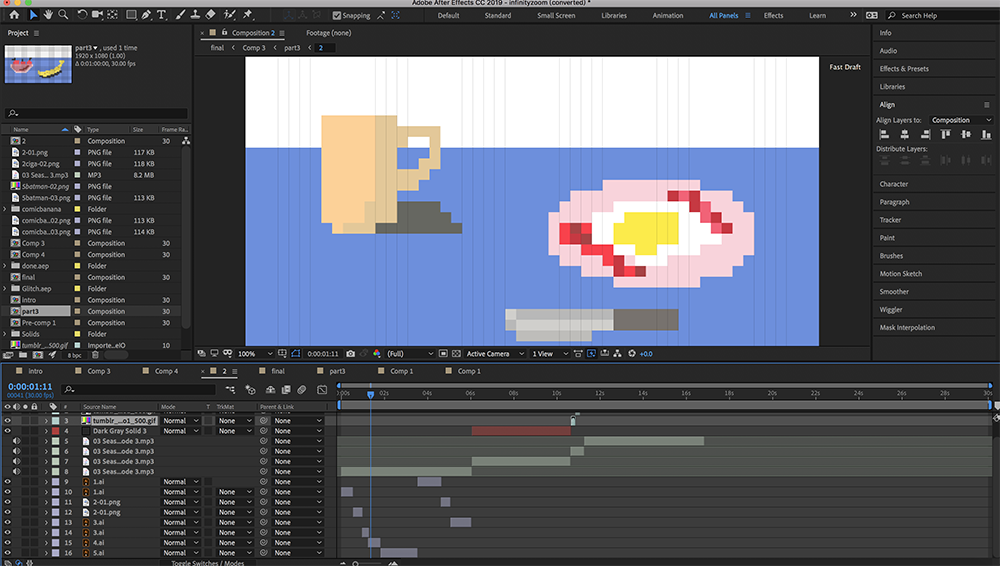 Adobe After Effects CC 2019 - infinityzoom (converted) *
Snapping
Default
Standard
Small Screen
Libraries
Animation
All Panels
Effects
Learn
Search Help
Project
part3 , used 1 time
1920 x 1080 (1.00)
Δ 0:01:00:00, 30.00 fps
Name Type Size Frame Ra..
2 Composition 30
2-01.png PNG file 117 KB
2ciga-02.png PNG file 118 KB
03 Seas... 3.mp3 MP3 8.2 MB
5batman-02.png PNG file
5batman-03.png PNG file 113 KB
comicbanana Folder
comicba..._02.png PNG file 113 KB
comicba..._03.png PNG file 114 KB
Comp 3 Composition 30
Comp 4 Composition 30
done.aep Folder
final Composition 30
Glitch.aep Folder
intro Composition 30
part3 Composition 30
Pre-comp 1 Composition 30
Solids Folder
tumblr_..._500.gif Importe...eIO 10
8 bpc
Composition 2
Footage (none)
final
Comp 3
part3
2
Fast Draft
100%
0:00:01:11
(Full)
Active Camera
1 View
+0.0
Info
Audio
Effects & Presets
Libraries
Align
Align Layers to: Composition
Distribute Layers:
Character
Paragraph
Tracker
Paint
Brushes
Motion Sketch
Smoother
Wiggler
Mask Interpolation
intro
Comp 3
Comp 4
2
final
part3
Comp 1
Comp 1
0:00:01:11
00041 (30.00 fps)
# Source Name Mode T TrkMat Parent & Link
:00s 02s 04s 06s 08s 10s 12s 14s 16s 18s 20s 22s 24s 26s 28s 30s
3 tumblr_...o1_500.gif Normal None None
4 Dark Gray Solid 3 Normal None None
5 03 Seas...ode 3.mp3 None
6 03 Seas...ode 3.mp3 None
7 03 Seas...ode 3.mp3 None
8 03 Seas...ode 3.mp3 None
9 1.ai Normal None
10 1.ai Normal None None
11 2-01.png Normal None None
12 2-01.png Normal None None
13 3.ai Normal None None
14 3.ai Normal None None
15 4.ai Normal None None
16 5.ai Normal None None
Toggle Switches / Modes